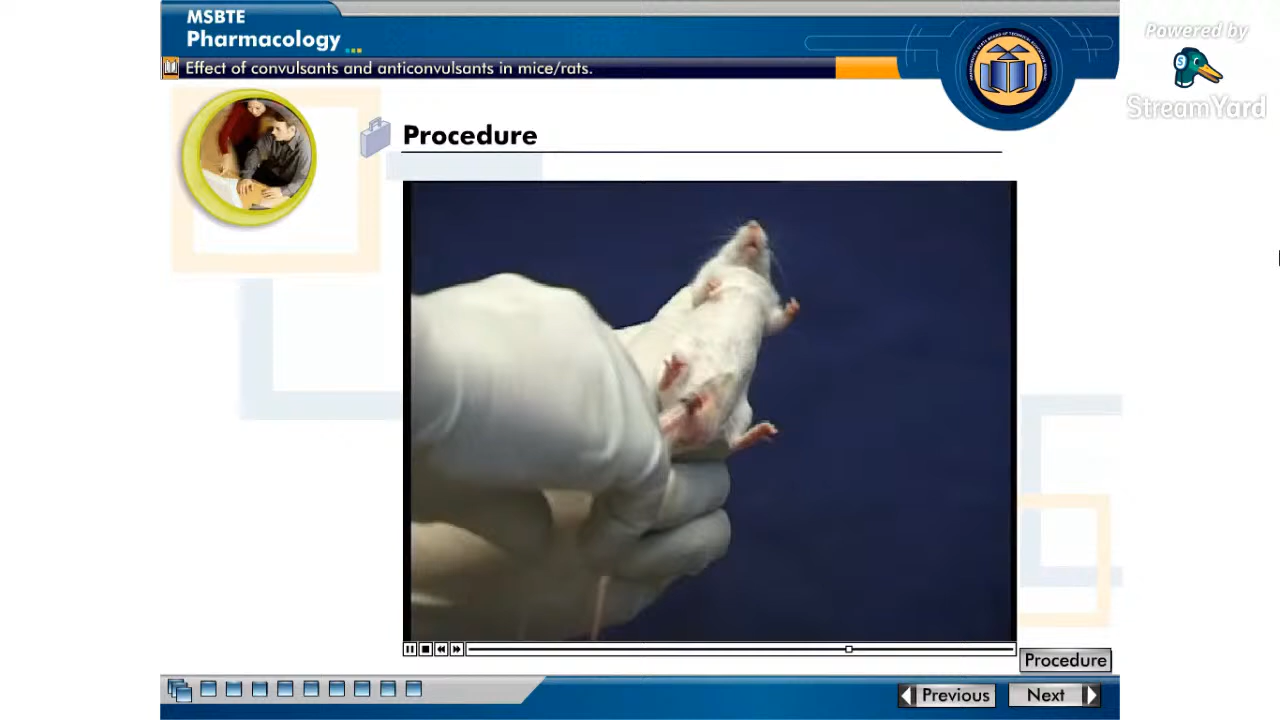 MSBTE
Pharmacology
Effect of convulsants and anticonvulsants in mice/rats.
Powered by
StreamYard
Procedure
Procedure
Previous
Next